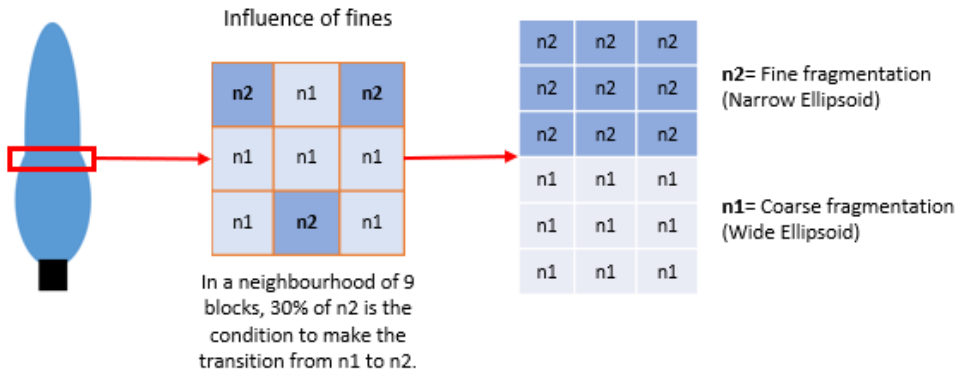 Influence of fines
n2 n1 n2
n1 n1 n1
n1 n2 n1
In a neighbourhood of 9
blocks, 30% of n2 is the
condition to make the
transition from n1 to n2.
n2 n2 n2
n2 n2 n2
n2 n2 n2
n1 n1 n1
n1 n1 n1
n1 n1 n1
n2= Fine fragmentation
(Narrow Ellipsoid)
n1= Coarse fragmentation
(Wide Ellipsoid)